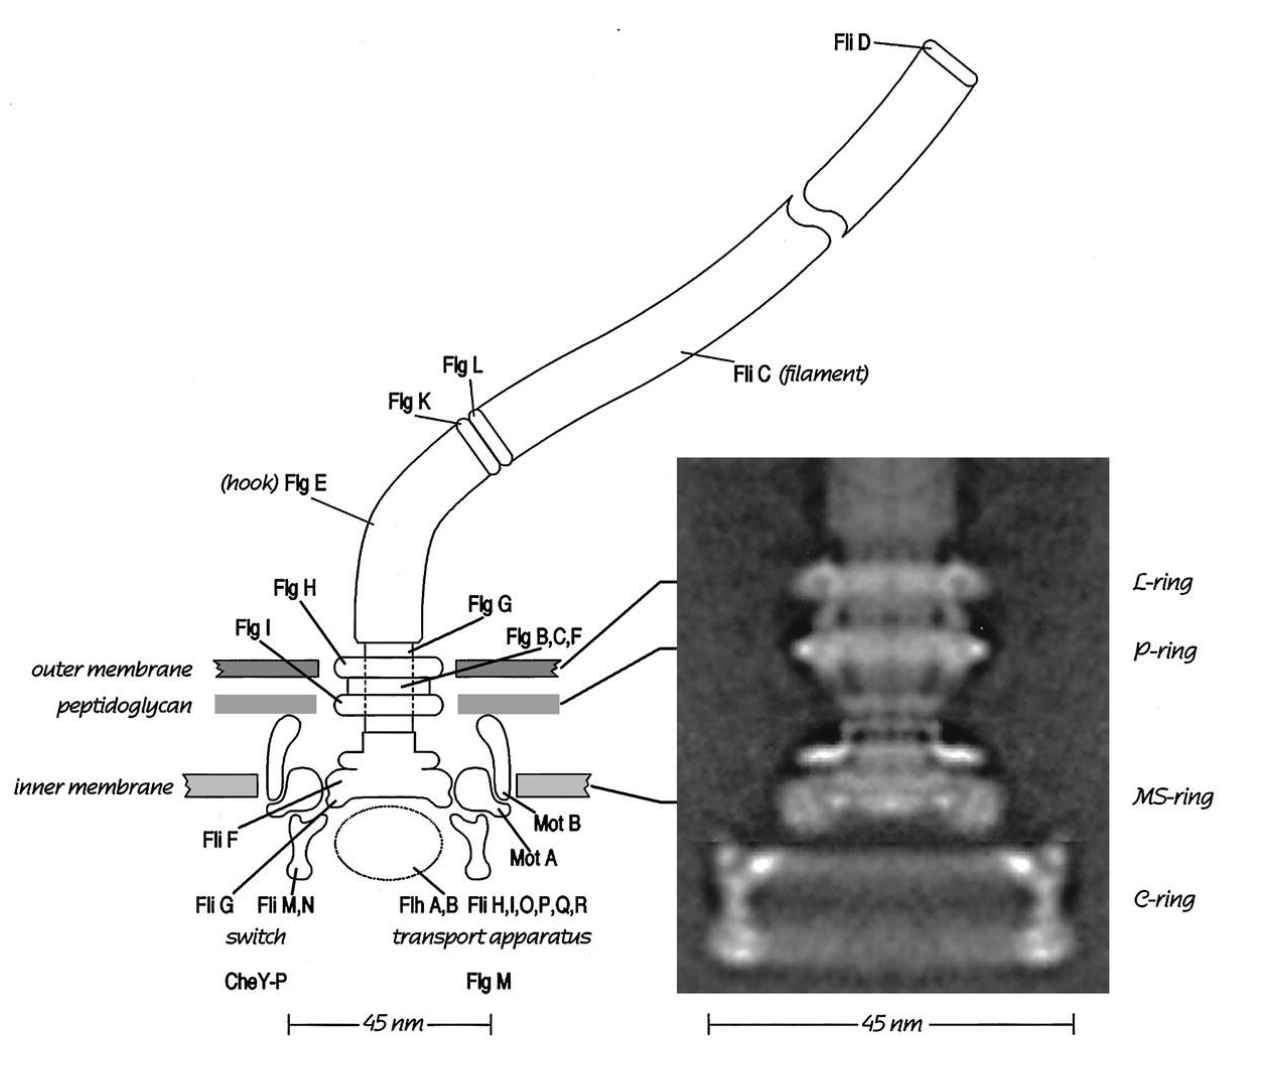 Fli D
Flg L
Flg K
Fli C (filament)
(hook) Flg E
Flg H
Flg G
Flg I
Flg B,C,F
outer membrane
peptidoglycan
inner membrane
L-ring
P-ring
MS-ring
C-ring
Mot B
Fli F
Mot A
Fli G Fli M,N Flh A,B Fli H,I,O,P,Q,R
switch transport apparatus
CheY-P Flg M
45 nm 45 nm